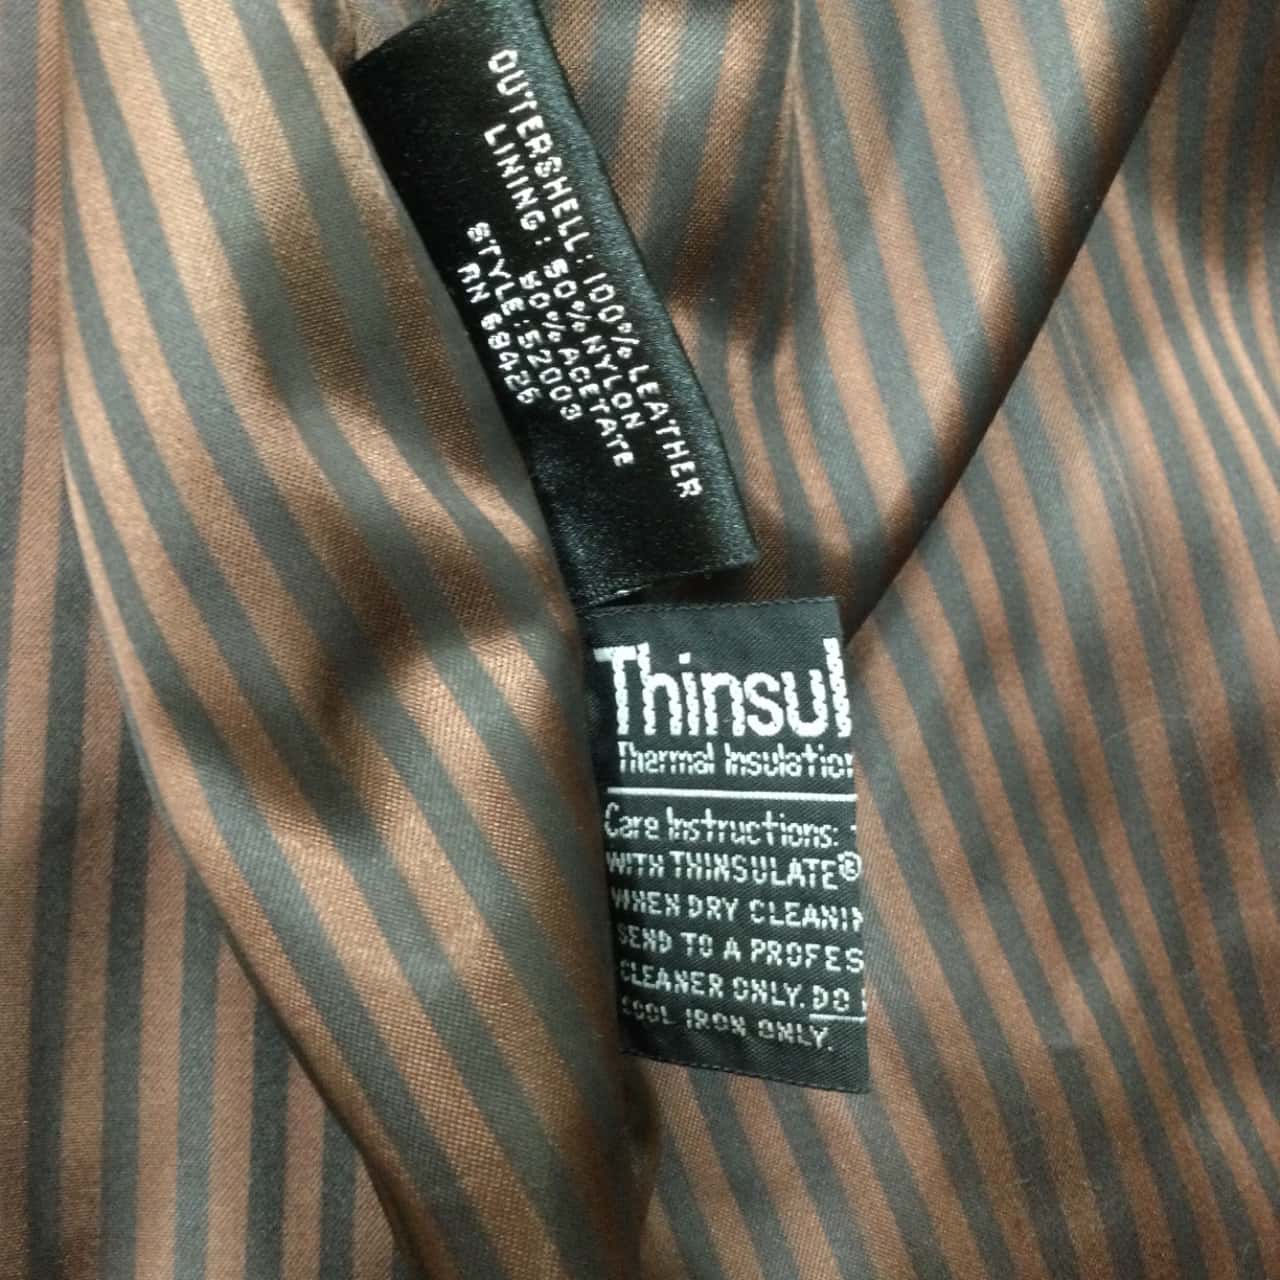 OUTERSHELL: 100% LEATHER
LINING: 50% NYLON
50% ACETATE
STYLE: 52003
RN 69426
Thinsul
Thermal Insulation
Care Instructions:
WITH THINSULATE®
WHEN DRY CLEANIN
SEND TO A PROFES
CLEANER ONLY. DO
COOL IRON ONLY.